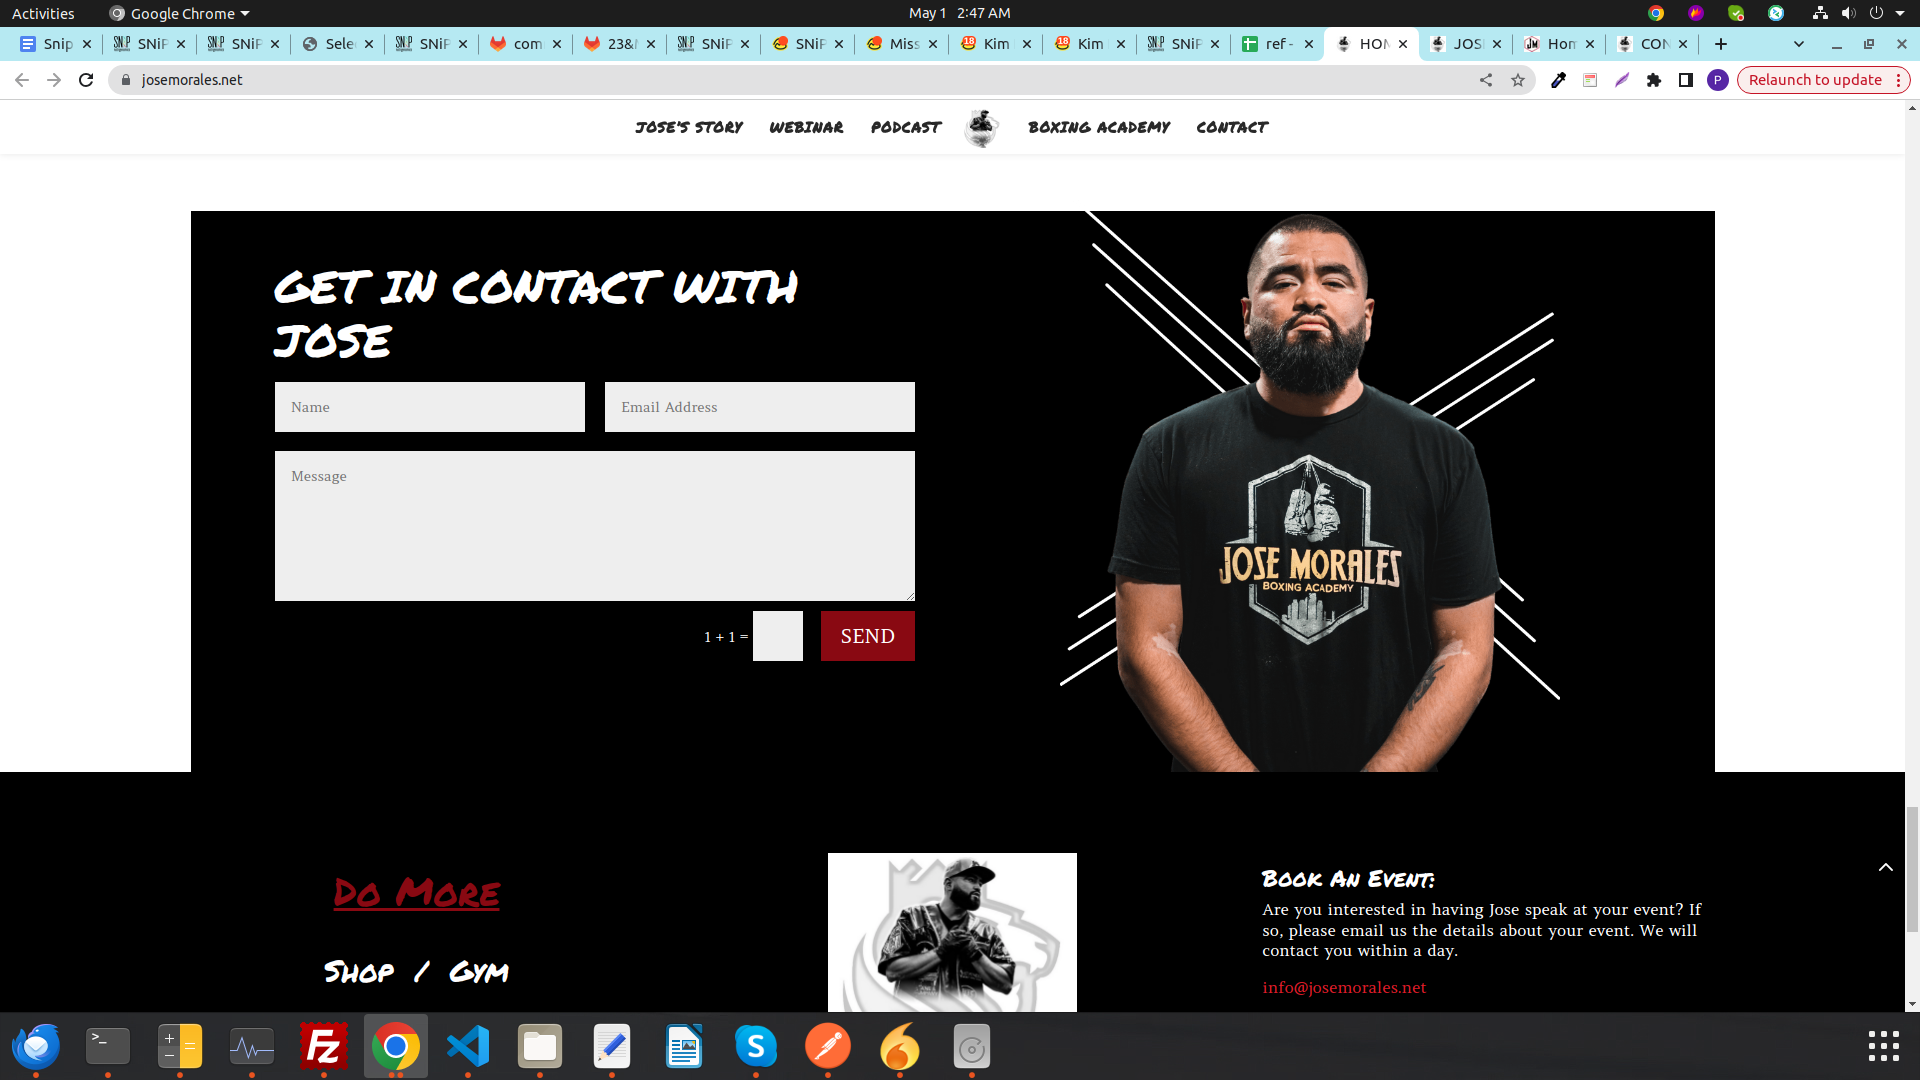 Activities
Google Chrome
May 1 2:47 AM
Snip
SNiP
SNiP
Sele
SNiP
com
23&
SNiP
SNiP
Miss
Kim
Kim
SNiP
ref -
HOM
JOS
Hom
CON
josemorales.net
P
Relaunch to update
JOSE'S STORY
WEBINAR
PODCAST
BOXING ACADEMY
CONTACT
GET IN CONTACT WITH
JOSE
Name
Email Address
Message
1 + 1 =
SEND
JOSE MORALES
BOXING ACADEMY
Do More
Shop / Gym
Book An Event:
Are you interested in having Jose speak at your event? If
so, please email us the details about your event. We will
contact you within a day.
info@josemorales.net